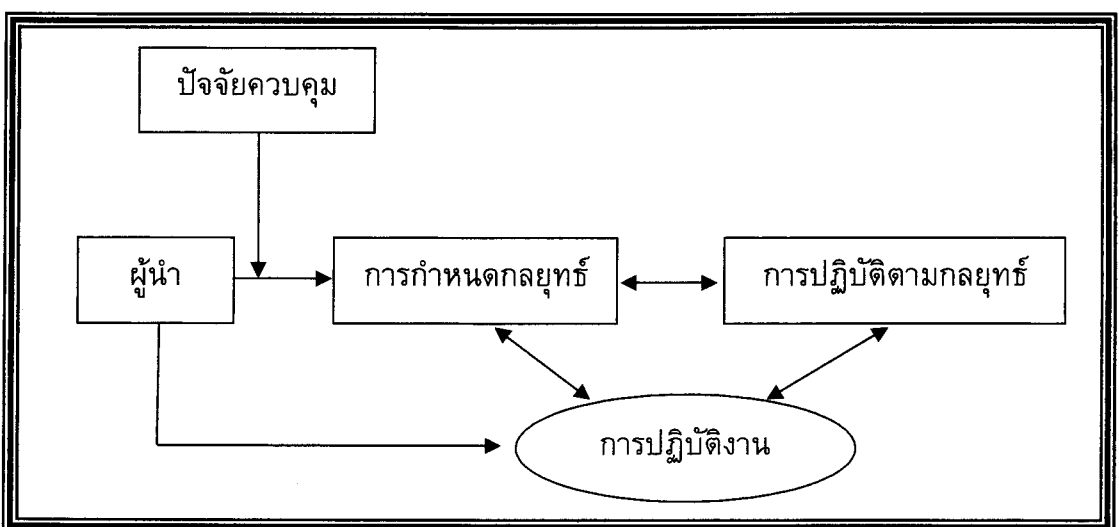 ปัจจัยควบคุม
ผู้นำ
การกำหนดกลยุทธ์
การปฏิบัติตามกลยุทธ์
การปฏิบัติงาน